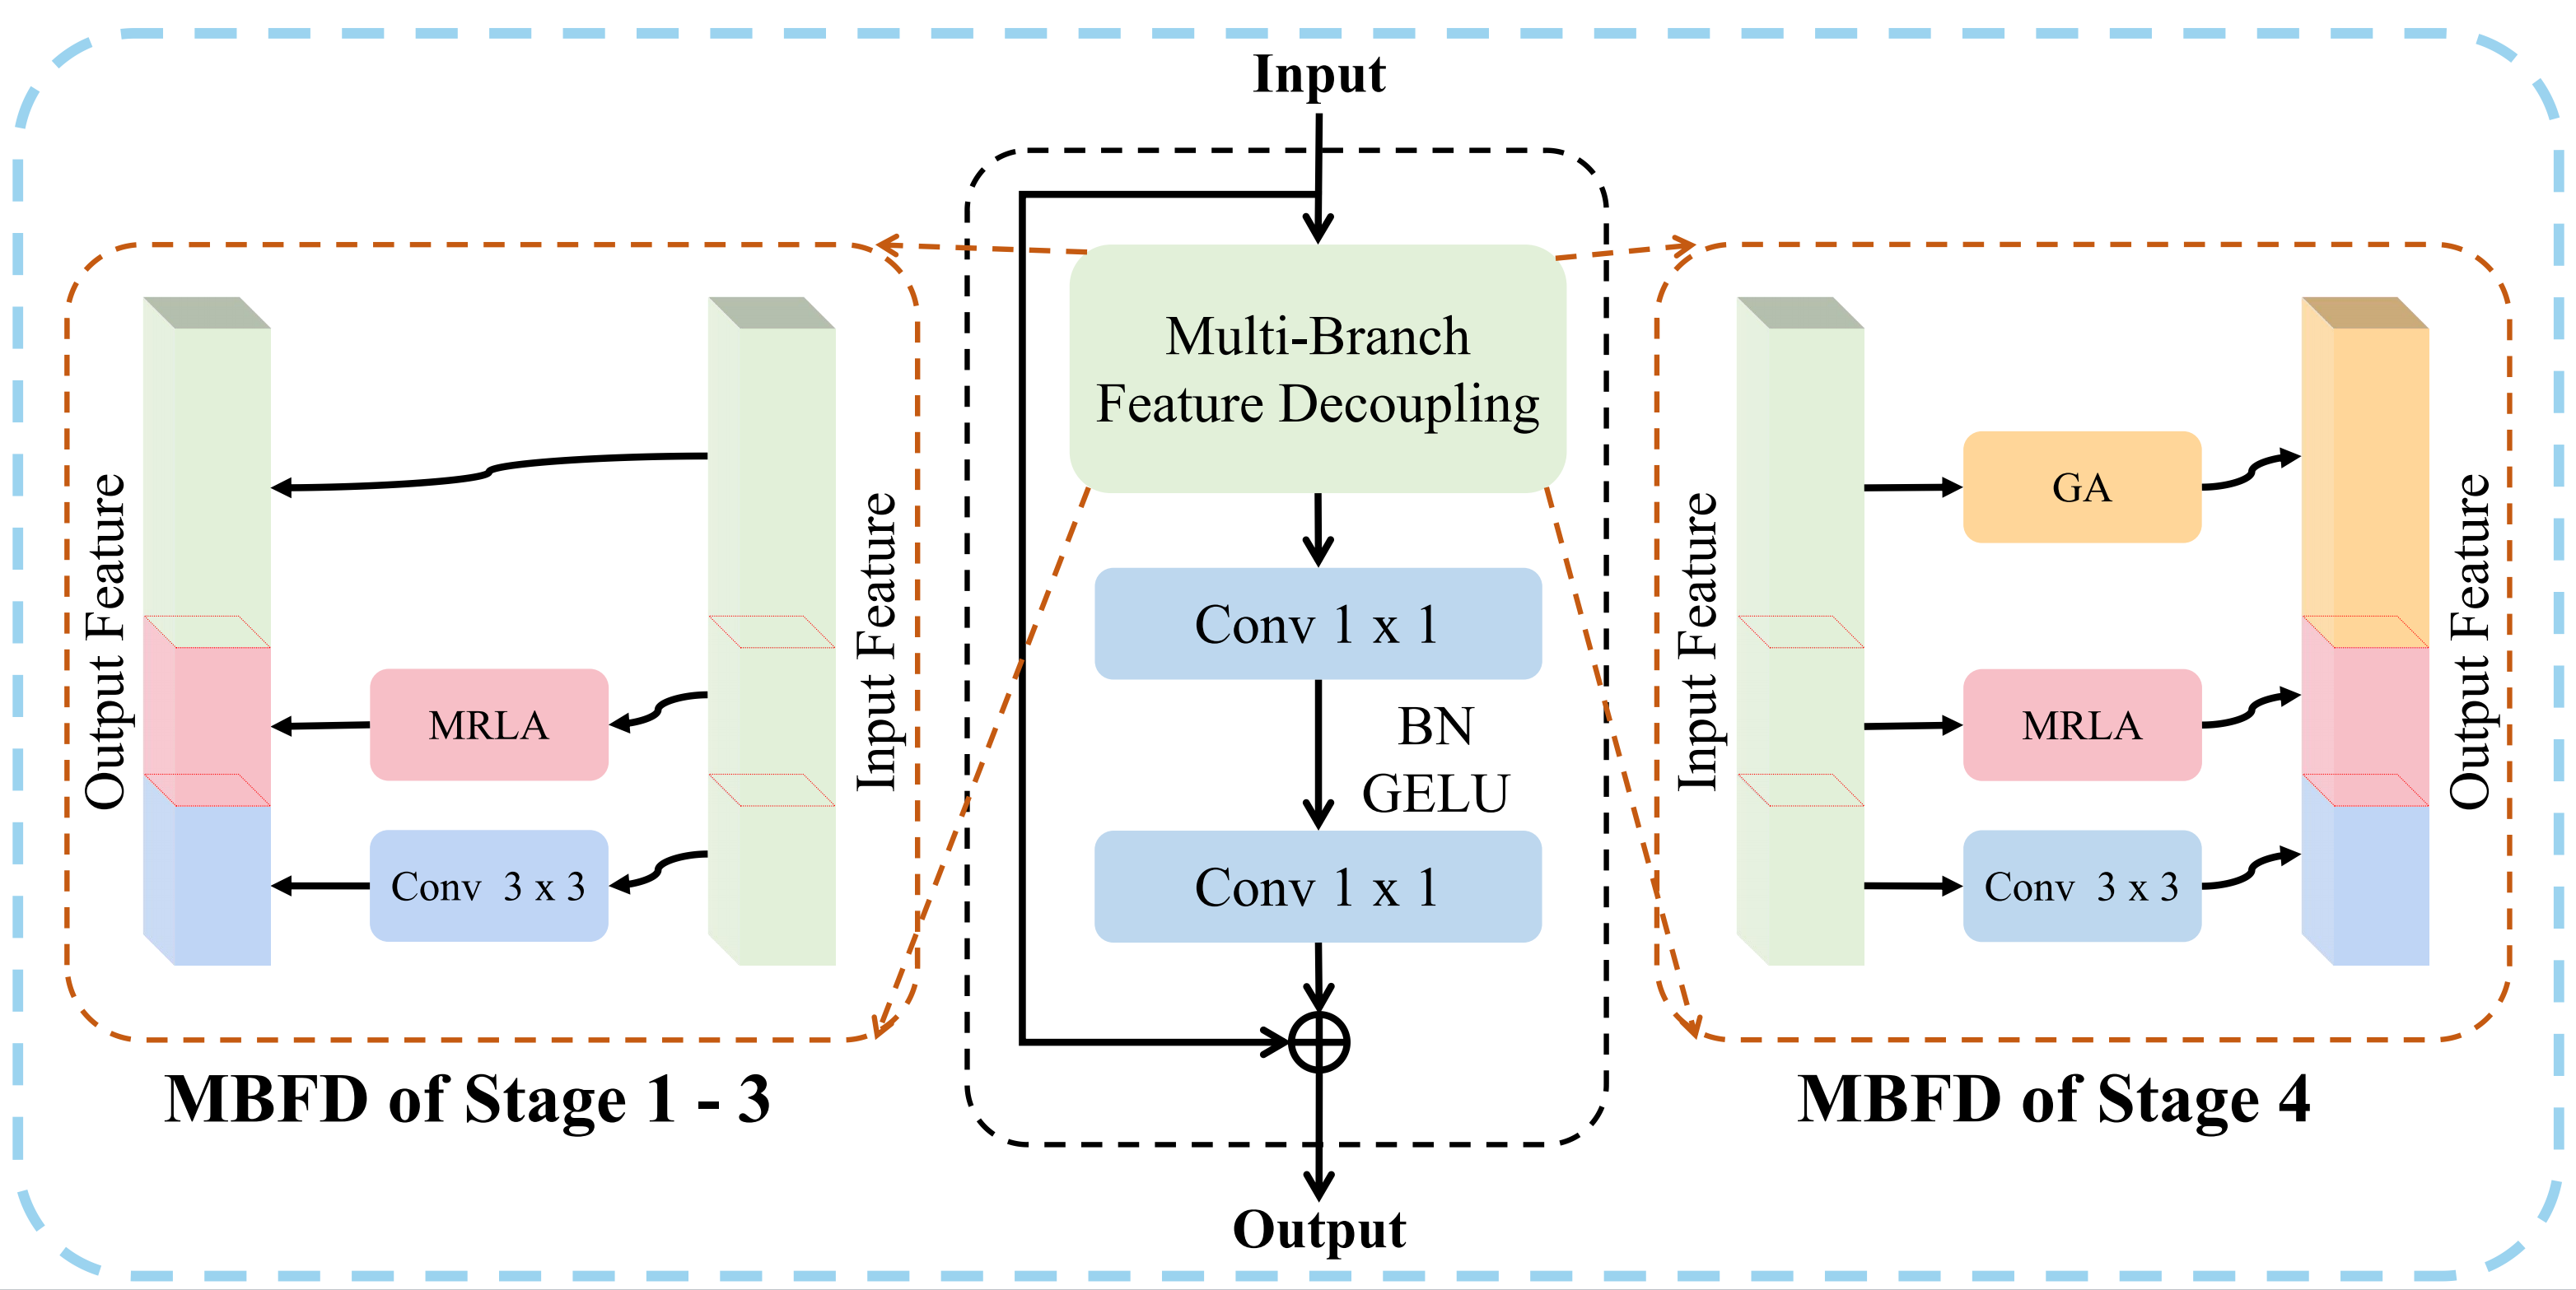 Input
Multi-Branch
Feature Decoupling
Conv 1 x 1
BN
GELU
Conv 1 x 1
Output
Output Feature
MRLA
Conv 3 x 3
Input Feature
MBFD of Stage 1 - 3
Input Feature
GA
MRLA
Conv 3 x 3
Output Feature
MBFD of Stage 4